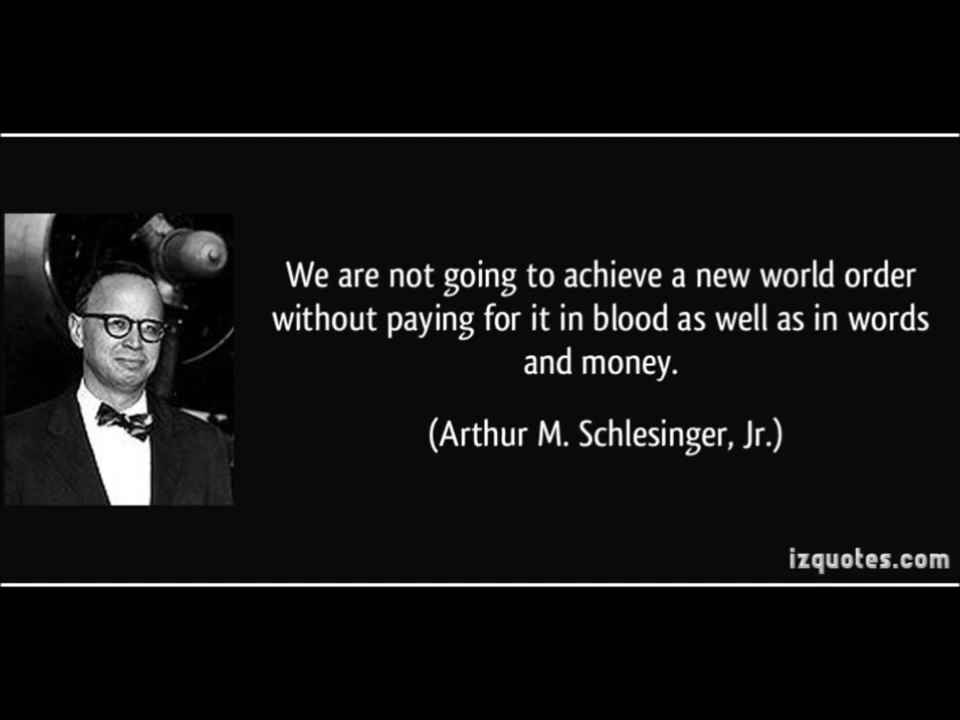 We are not going to achieve a new world order
without paying for it in blood as well as in words
and money.
(Arthur M. Schlesinger, Jr.)
izquotes.com